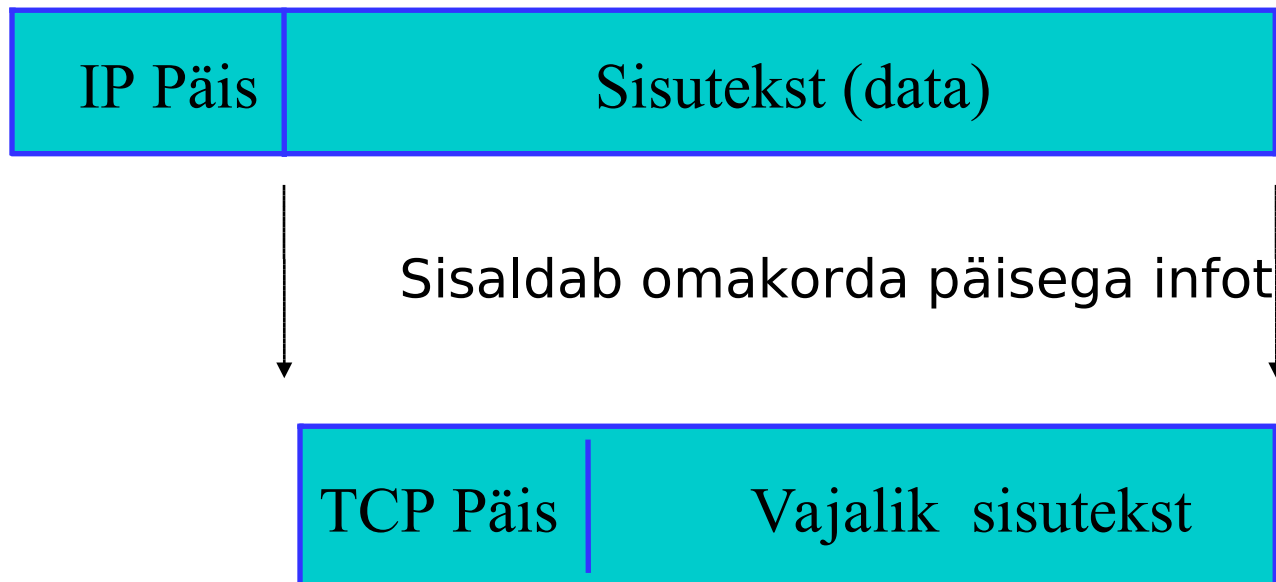 IP Päis Sisutekst (data)
Sisaldab omakorda päisega infot
TCP Päis Vajalik sisutekst